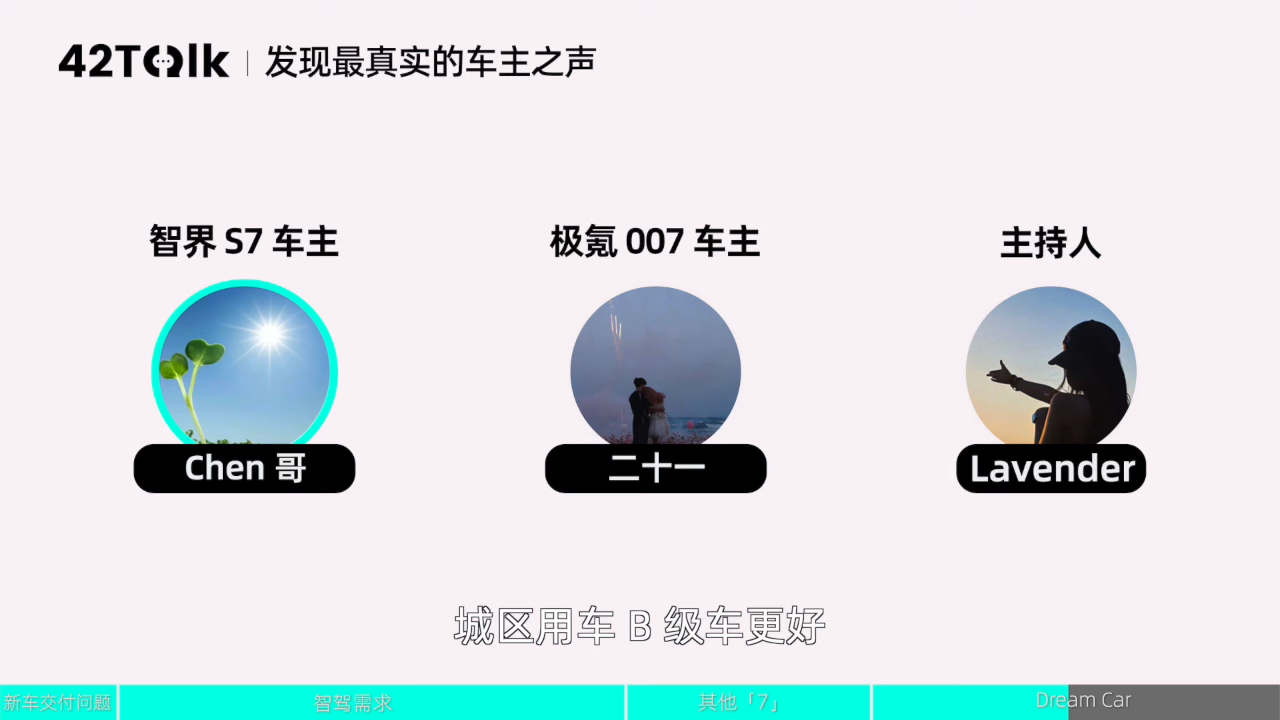 42Talk
发现最真实的车主之声
智界 S7 车主
极氪 007 车主
主持人
Chen 哥
二十一
Lavender
城区用车 B 级车更好
新车交付问题
智驾需求
其他「7」
Dream Car